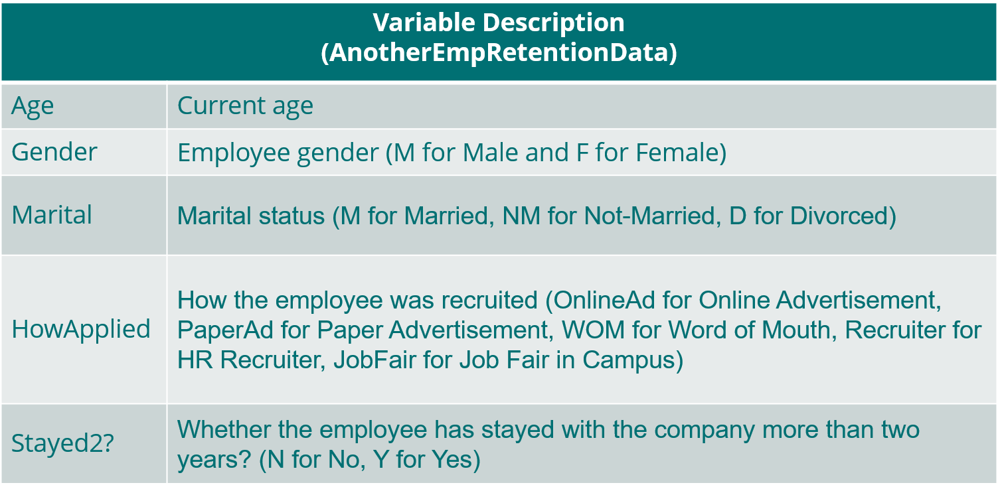 Variable Description
(AnotherEmpRetentionData)
Age
Current age
Gender
Employee gender (M for Male and F for Female)
Marital
Marital status (M for Married, NM for Not-Married, D for Divorced)
HowApplied
How the employee was recruited (OnlineAd for Online Advertisement,
PaperAd for Paper Advertisement, WOM for Word of Mouth, Recruiter for
HR Recruiter, JobFair for Job Fair in Campus)
Stayed2?
Whether the employee has stayed with the company more than two
years? (N for No, Y for Yes)